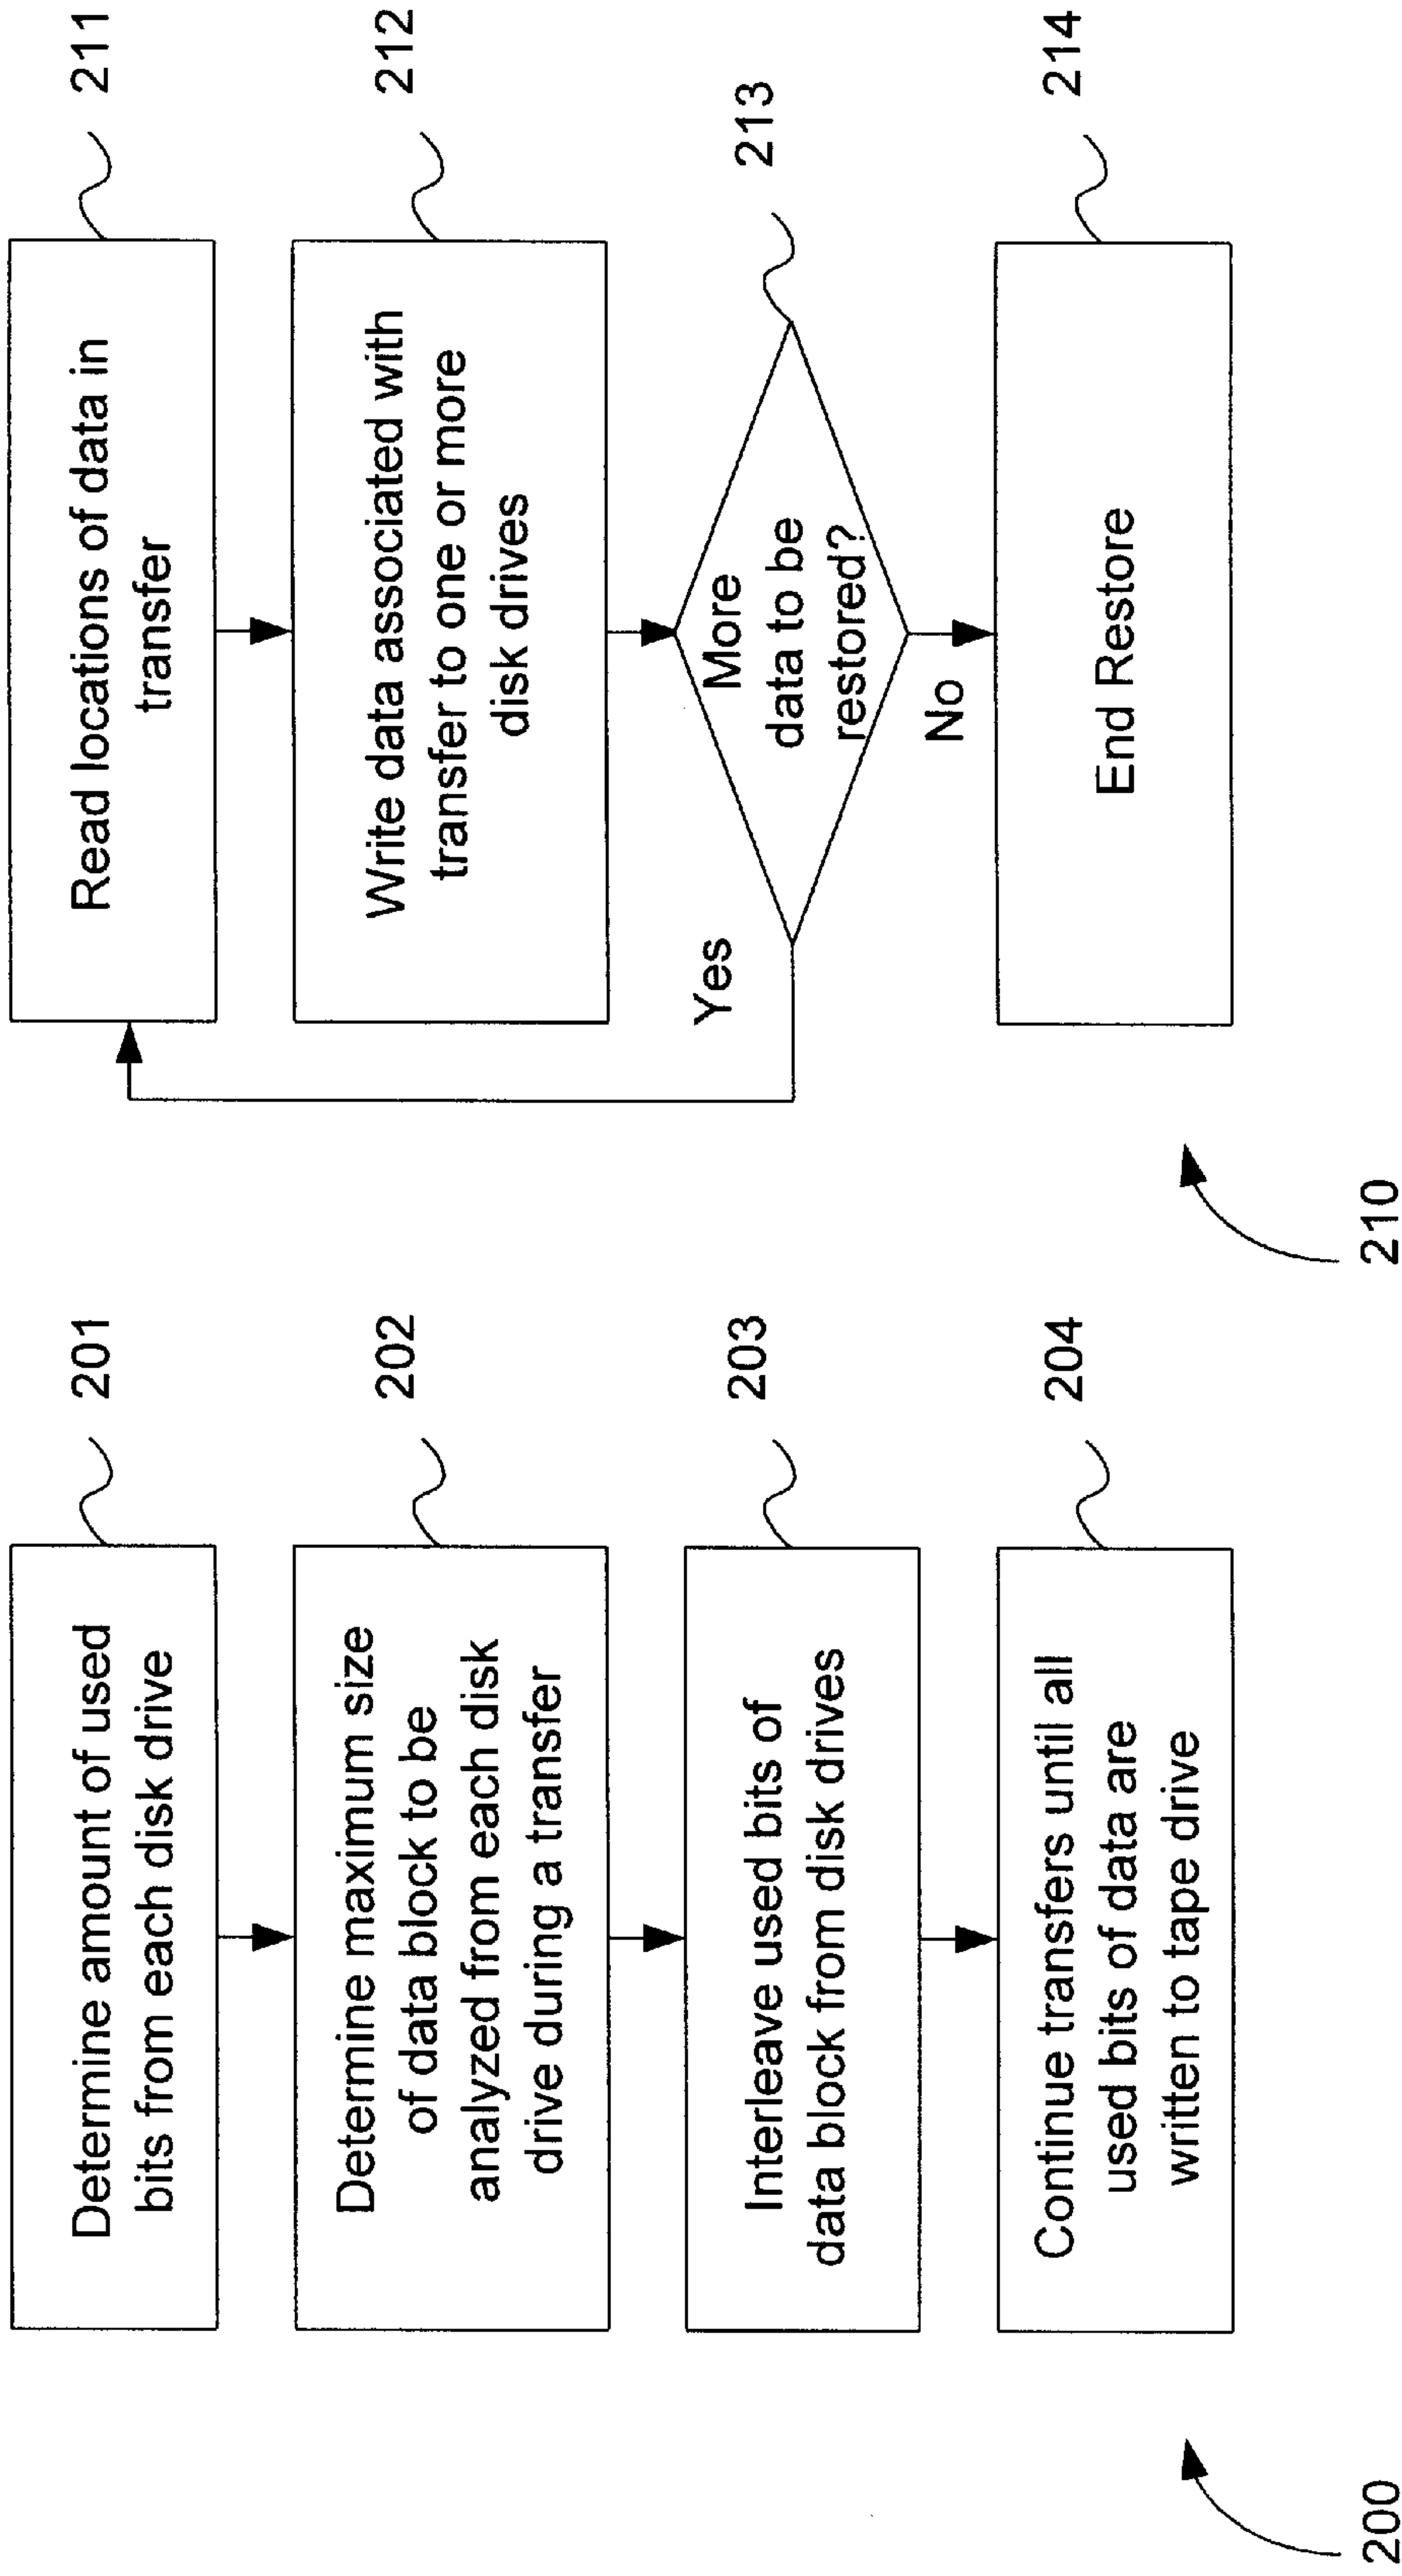 Determine amount of used
bits from each disk drive
201
Determine maximum size
of data block to be
analyzed from each disk
drive during a transfer
202
Interleave used bits of
data block from disk drives
203
Continue transfers until all
used bits of data are
written to tape drive
204
200
Read locations of data in
transfer
211
Write data associated with
transfer to one or more
disk drives
212
More
data to be
restored?
213
Yes
No
End Restore
214
210